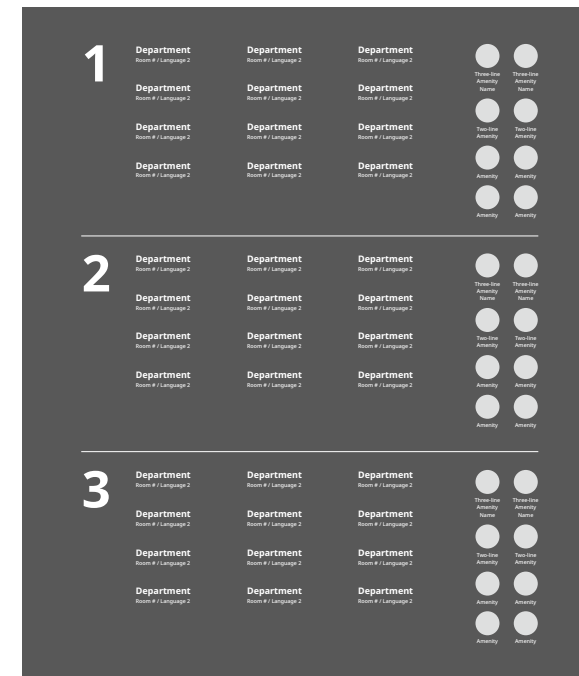 1
Department Department Department
Room # / Language 2 Room # / Language 2 Room # / Language 2
Three-line Three-line
Amenity Amenity
Name Name
Department Department Department
Room # / Language 2 Room # / Language 2 Room # / Language 2
Department Department Department
Room # / Language 2 Room # / Language 2 Room # / Language 2
Two-line Two-line
Amenity Amenity
Department Department Department
Room # / Language 2 Room # / Language 2 Room # / Language 2
Amenity Amenity
Amenity Amenity
2
Department Department Department
Room # / Language 2 Room # / Language 2 Room # / Language 2
Three-line Three-line
Amenity Amenity
Name Name
Department Department Department
Room # / Language 2 Room # / Language 2 Room # / Language 2
Department Department Department
Room # / Language 2 Room # / Language 2 Room # / Language 2
Two-line Two-line
Amenity Amenity
Department Department Department
Room # / Language 2 Room # / Language 2 Room # / Language 2
Amenity Amenity
Amenity Amenity
3
Department Department Department
Room # / Language 2 Room # / Language 2 Room # / Language 2
Three-line Three-line
Amenity Amenity
Name Name
Department Department Department
Room # / Language 2 Room # / Language 2 Room # / Language 2
Department Department Department
Room # / Language 2 Room # / Language 2 Room # / Language 2
Two-line Two-line
Amenity Amenity
Department Department Department
Room # / Language 2 Room # / Language 2 Room # / Language 2
Amenity Amenity
Amenity Amenity